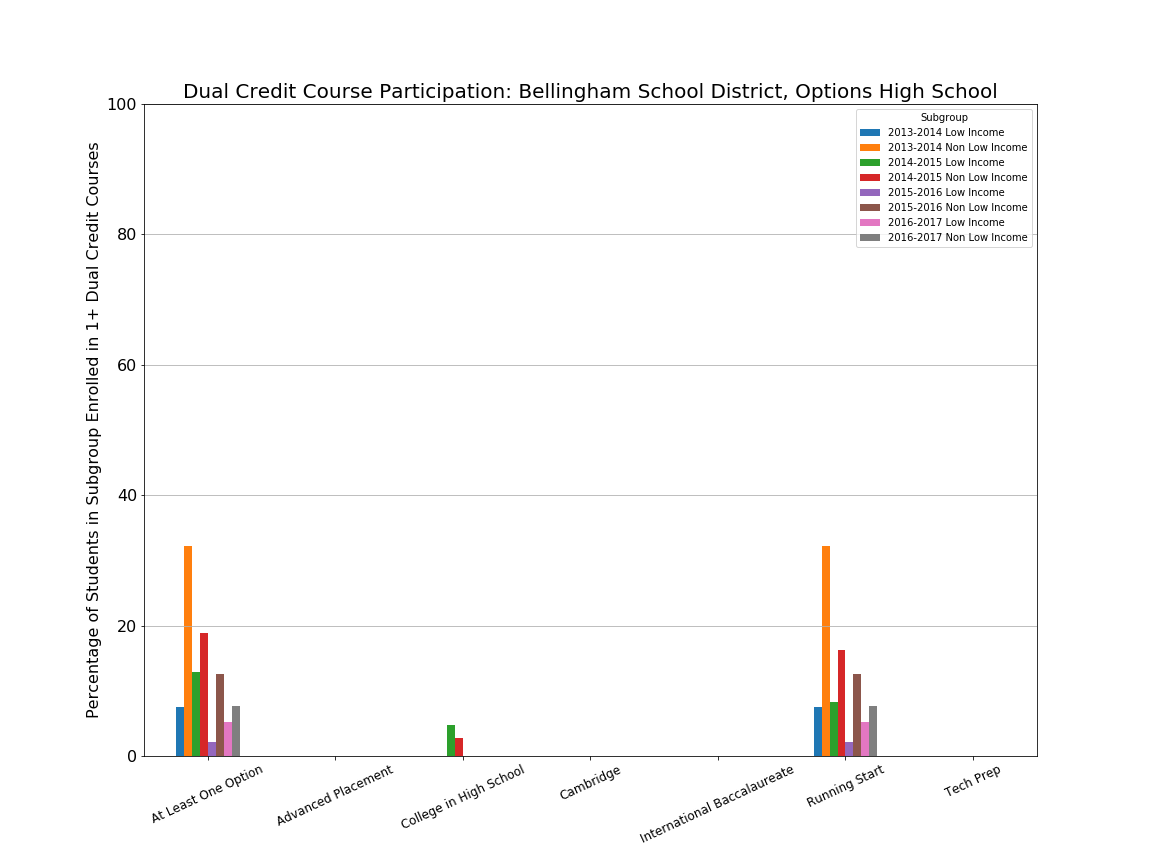 Dual Credit Course Participation: Bellingham School District, Options High School
Percentage of Students in Subgroup Enrolled in 1+ Dual Credit Courses
100
80
60
40
20
0
Subgroup
2013-2014 Low Income
2013-2014 Non Low Income
2014-2015 Low Income
2014-2015 Non Low Income
2015-2016 Low Income
2015-2016 Non Low Income
2016-2017 Low Income
2016-2017 Non Low Income
At Least One Option
Advanced Placement
College in High School
Cambridge
International Baccalaureate
Running Start
Tech Prep